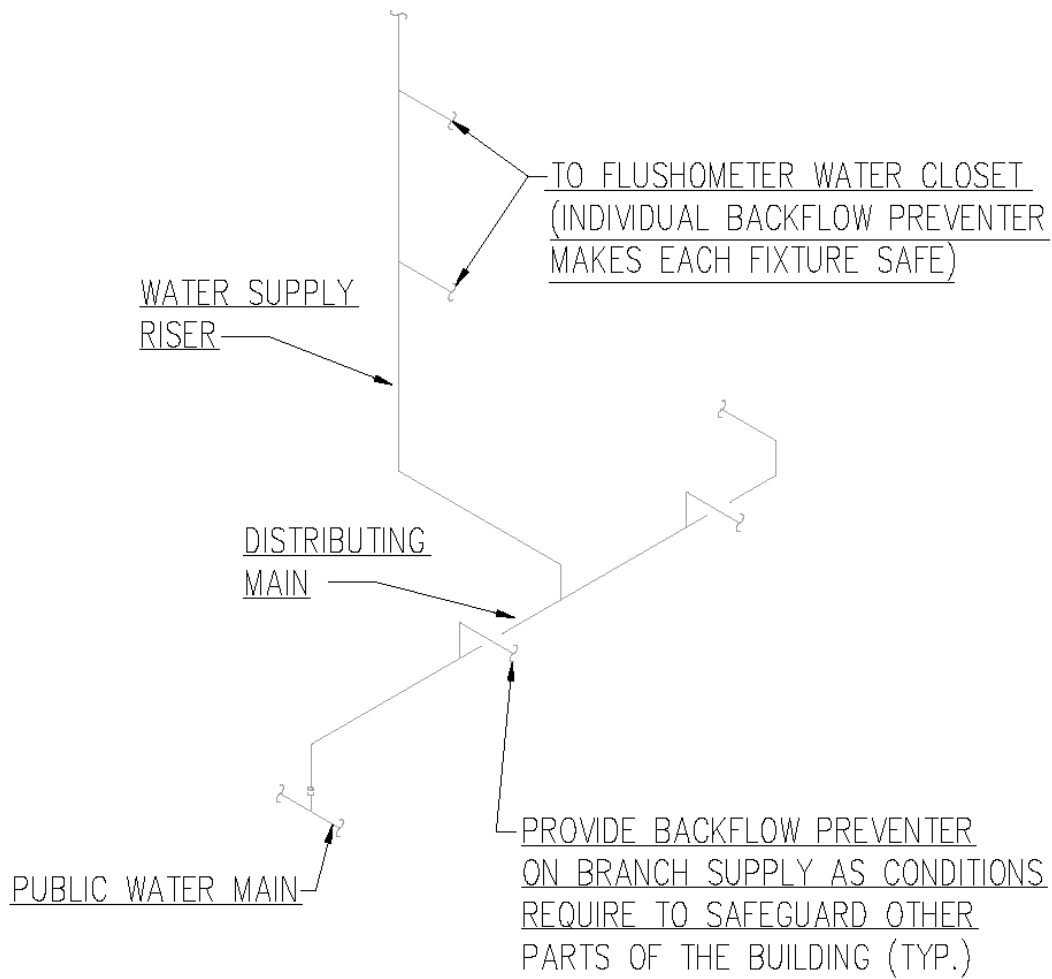 TO FLUSHOMETER WATER CLOSET
(INDIVIDUAL BACKFLOW PREVENTER
MAKES EACH FIXTURE SAFE)
WATER SUPPLY
RISER
DISTRIBUTING
MAIN
PROVIDE BACKFLOW PREVENTER
ON BRANCH SUPPLY AS CONDITIONS
REQUIRE TO SAFEGUARD OTHER
PARTS OF THE BUILDING (TYP.)
PUBLIC WATER MAIN